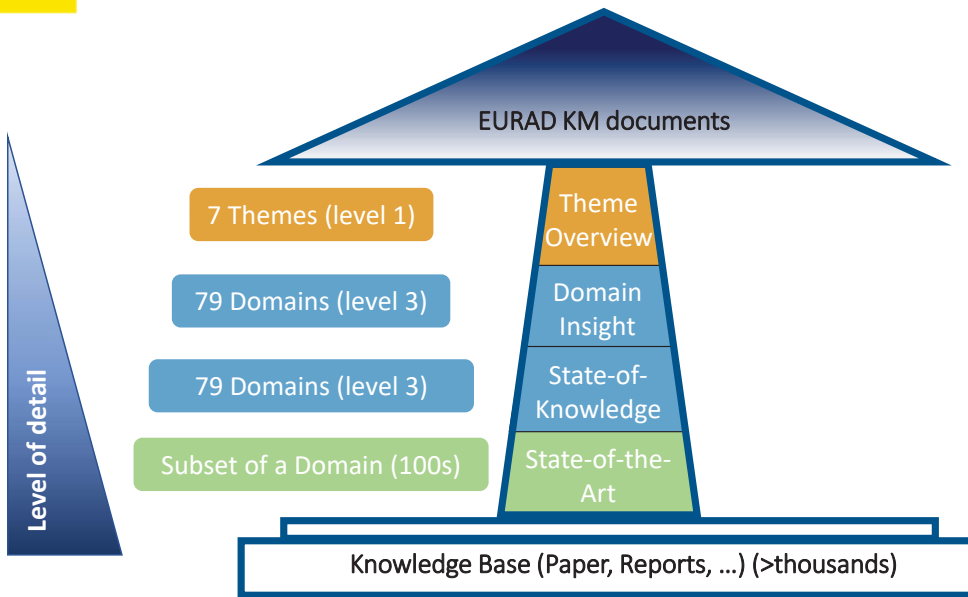 EURAD KM documents
7 Themes (level 1)
Theme
Overview
79 Domains (level 3)
Domain
Insight
79 Domains (level 3)
State-of-
Knowledge
Subset of a Domain (100s)
State-of-the-
Art
Level of detail
Knowledge Base (Paper, Reports, ...) (>thousands)